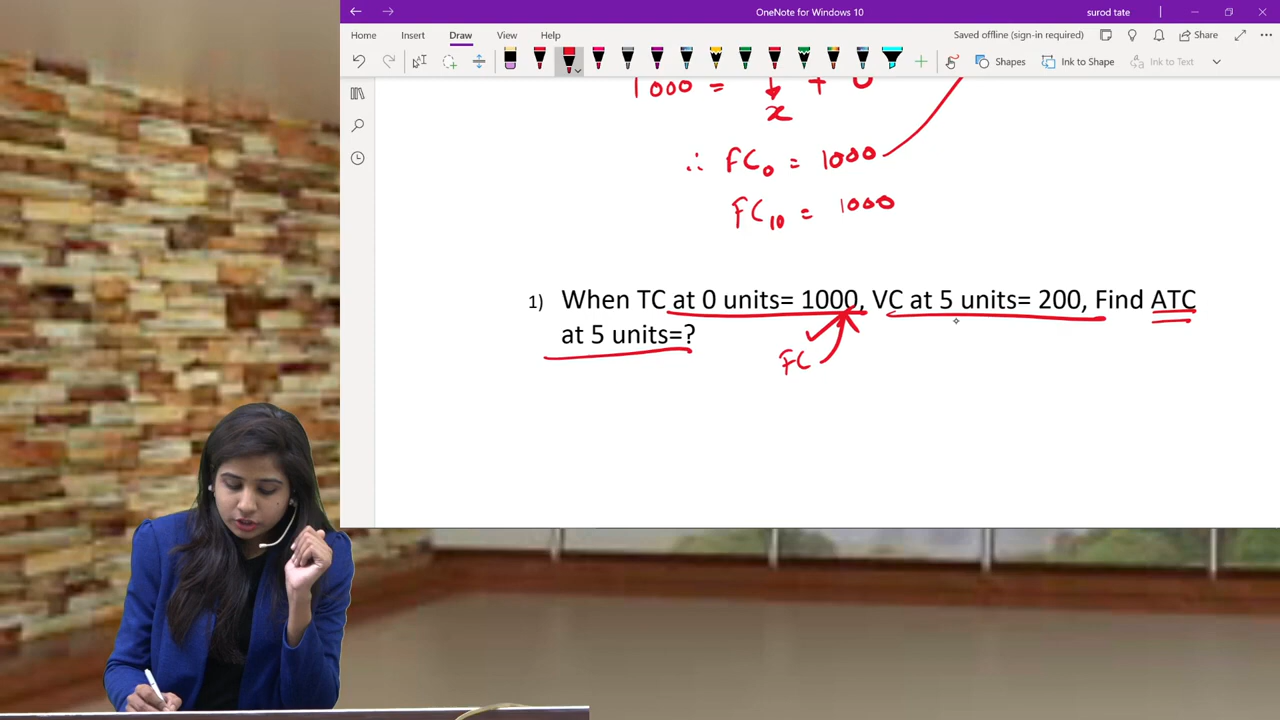 OneNote for Windows 10
surod tate
Home Insert Draw View Help
Saved offline (sign-in required)
Share
Shapes Ink to Shape Ink to Text
1000 = ↓ + 0
x
∴ FC₀ = 1000
FC₁₀ = 1000
1) When TC at 0 units= 1000, VC at 5 units= 200, Find ATC
at 5 units=?
FC